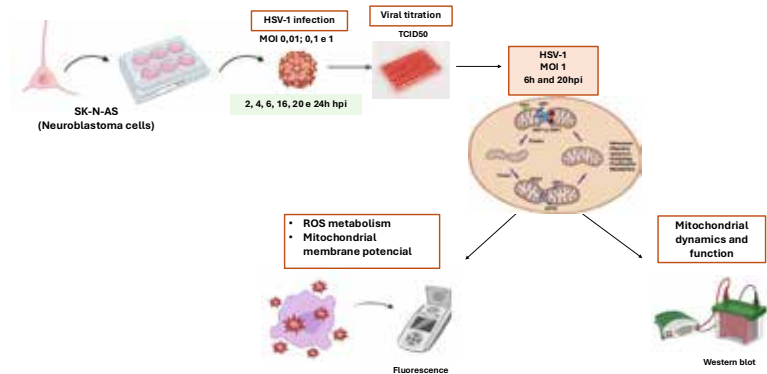 HSV-1 infection
MOI 0,01; 0,1 e 1
2, 4, 6, 16, 20 e 24h hpi
Viral titration
TCID50
HSV-1
MOI 1
6h and 20hpi
SK-N-AS
(Neuroblastoma cells)
• ROS metabolism
• Mitochondrial
membrane potencial
Fluorescence
Mitochondrial
dynamics and
function
Western blot